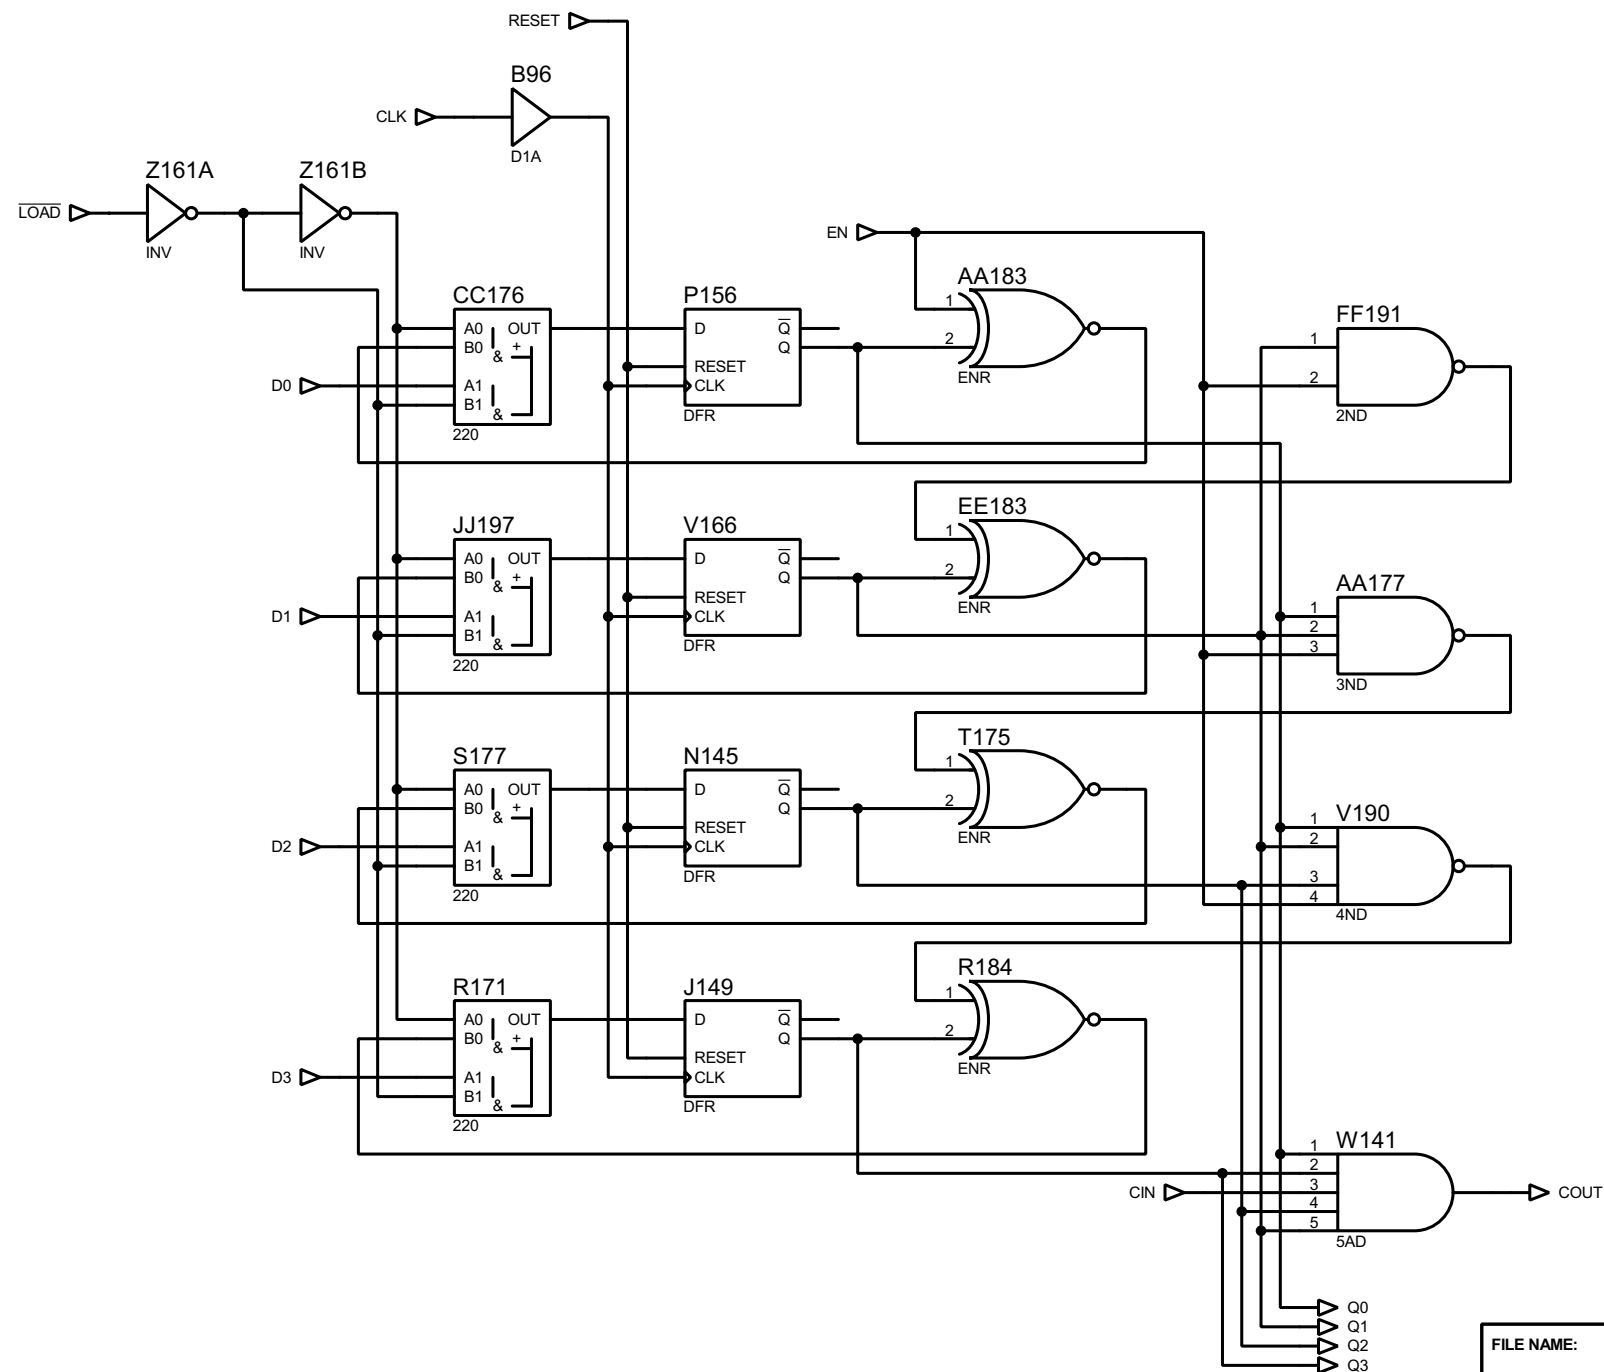 RESET
B96
CLK
D1A
Z161A
Z161B
LOAD
INV
INV
EN
CC176
P156
AA183
FF191
A0 OUT
B0 +
&
A1
B1
&
220
D0
D Q
Q
RESET
CLK
DFR
1
2
ENR
1
2
2ND
JJ197
V166
EE183
AA177
A0 OUT
B0 +
&
A1
B1
&
220
D1
D Q
Q
RESET
CLK
DFR
1
2
ENR
1
2
3
3ND
S177
N145
T175
V190
A0 OUT
B0 +
&
A1
B1
&
220
D2
D Q
Q
RESET
CLK
DFR
1
2
ENR
1
2
3
4
4ND
R171
J149
R184
W141
A0 OUT
B0 +
&
A1
B1
&
220
D3
D Q
Q
RESET
CLK
DFR
1
2
ENR
1
2
3
4
5
5AD
CIN
COUT
Q0
Q1
Q2
Q3
FILE NAME: